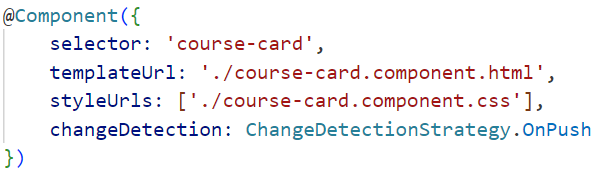 @Component({
    selector: 'course-card',
    templateUrl: './course-card.component.html',
    styleUrls: ['./course-card.component.css'],
    changeDetection: ChangeDetectionStrategy.OnPush
})